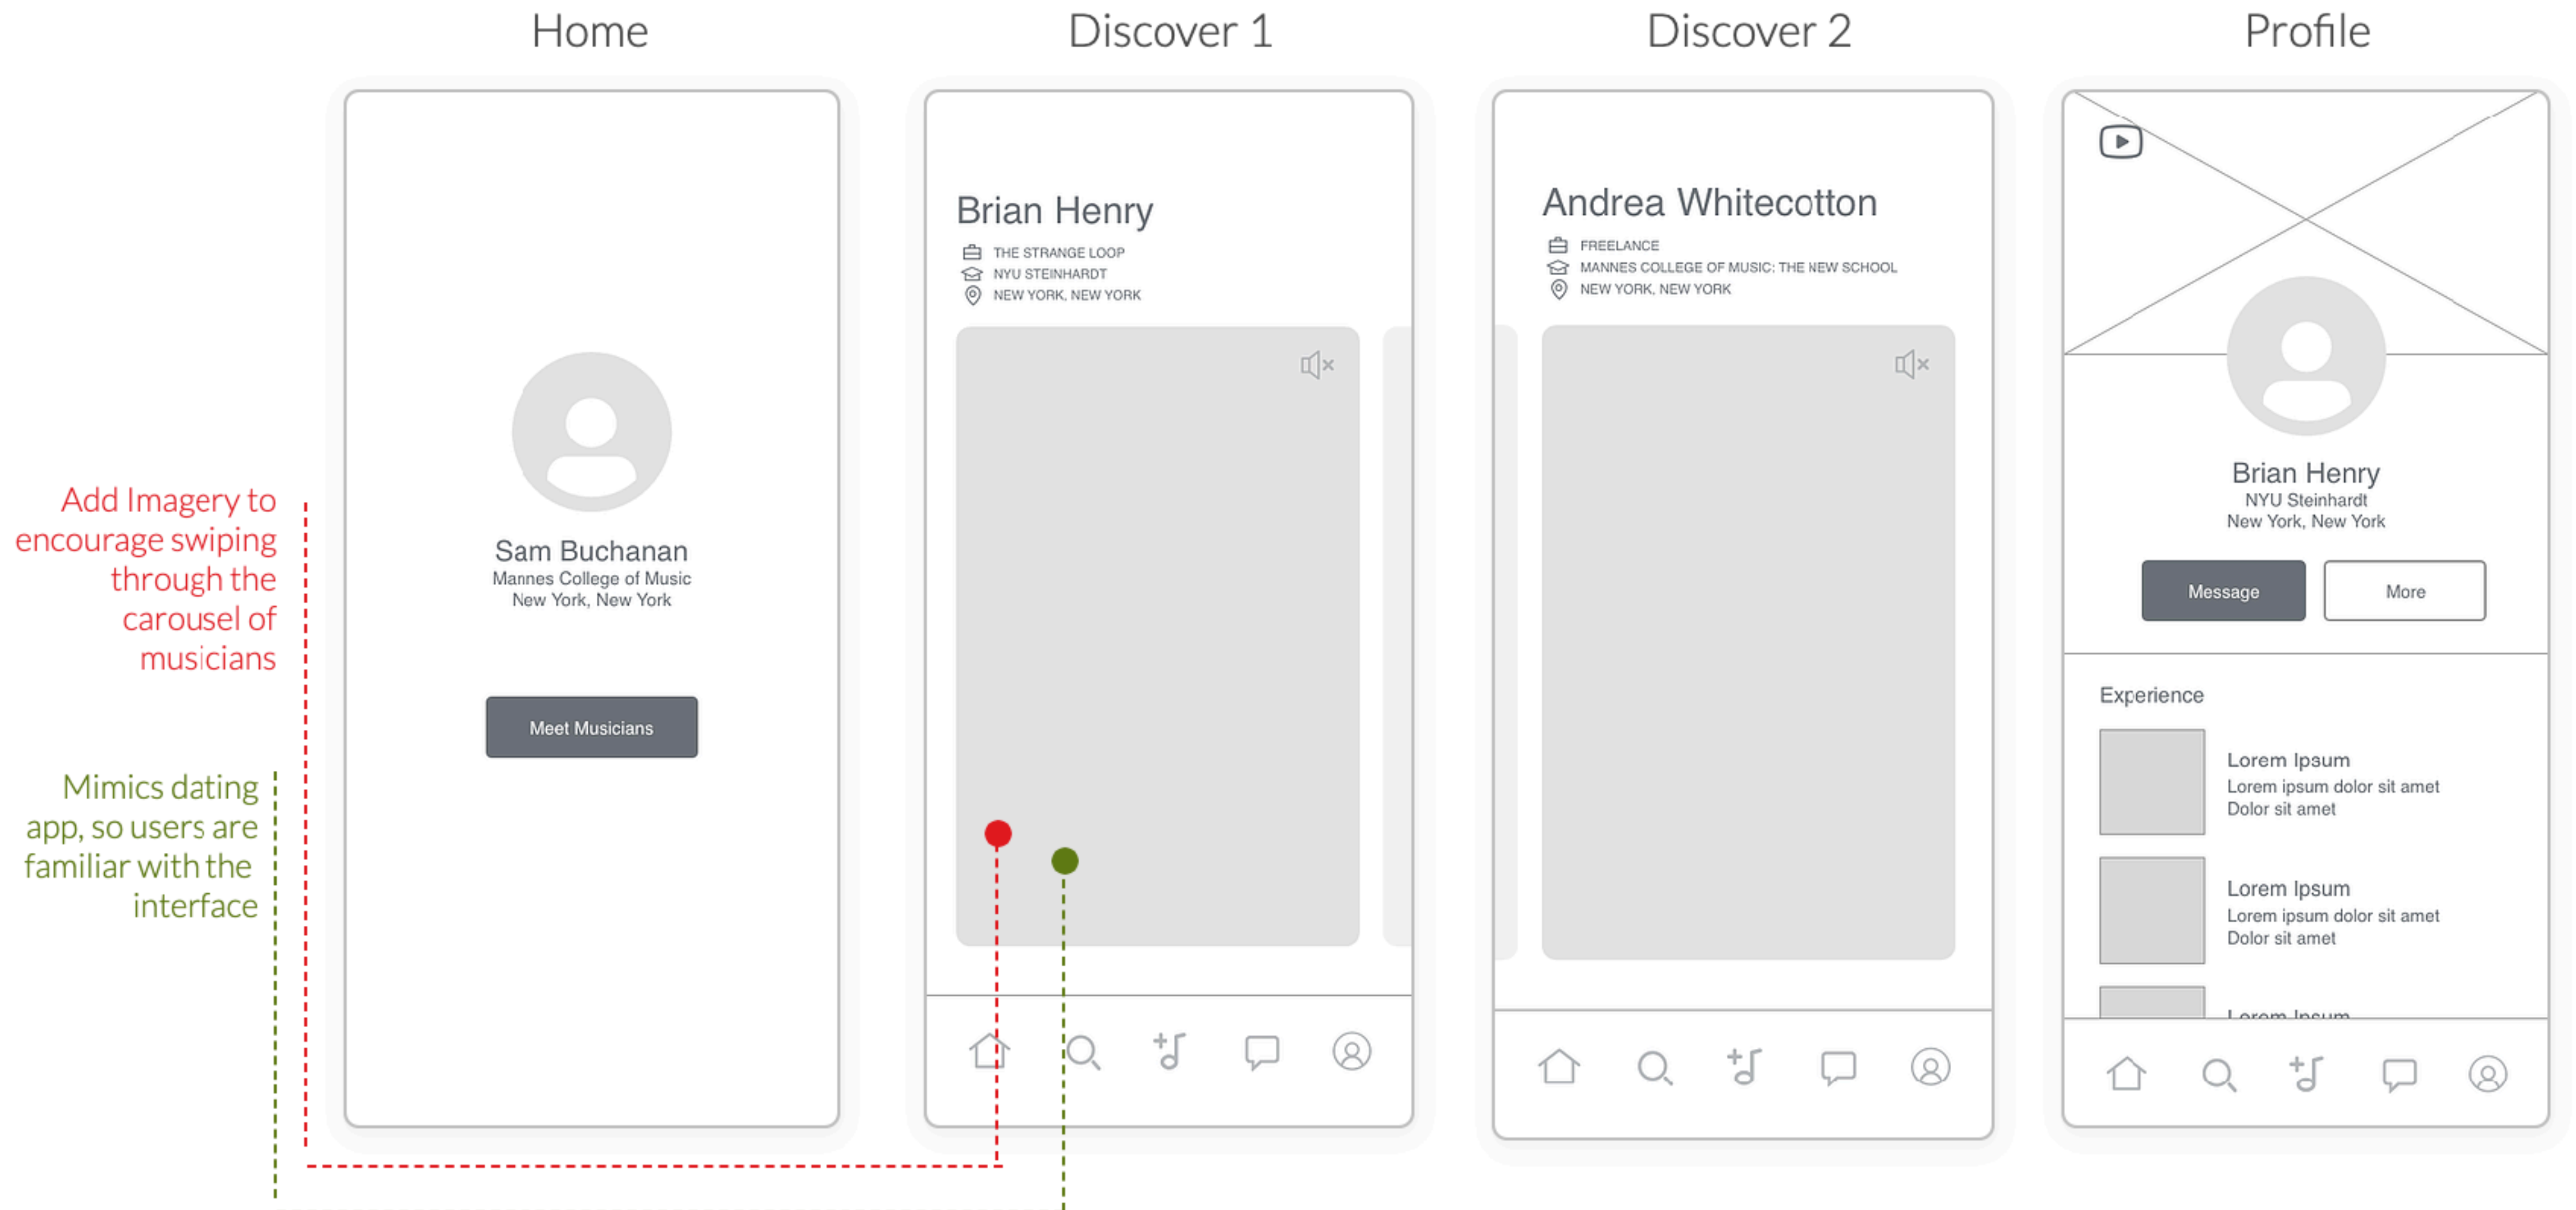 Home
Discover 1
Discover 2
Profile
Add Imagery to
encourage swiping
through the
carousel of
musicians
Mimics dating
app, so users are
familiar with the
interface
Sam Buchanan
Mannes College of Music
New York, New York
Meet Musicians
Brian Henry
THE STRANGE LOOP
NYU STEINHARDT
NEW YORK, NEW YORK
Andrea Whitecotton
FREELANCE
MANNES COLLEGE OF MUSIC: THE NEW SCHOOL
NEW YORK, NEW YORK
Brian Henry
NYU Steinhardt
New York, New York
Message
More
Experience
Lorem Ipsum
Lorem ipsum dolor sit amet
Dolor sit amet
Lorem Ipsum
Lorem ipsum dolor sit amet
Dolor sit amet
Lorem Ipsum